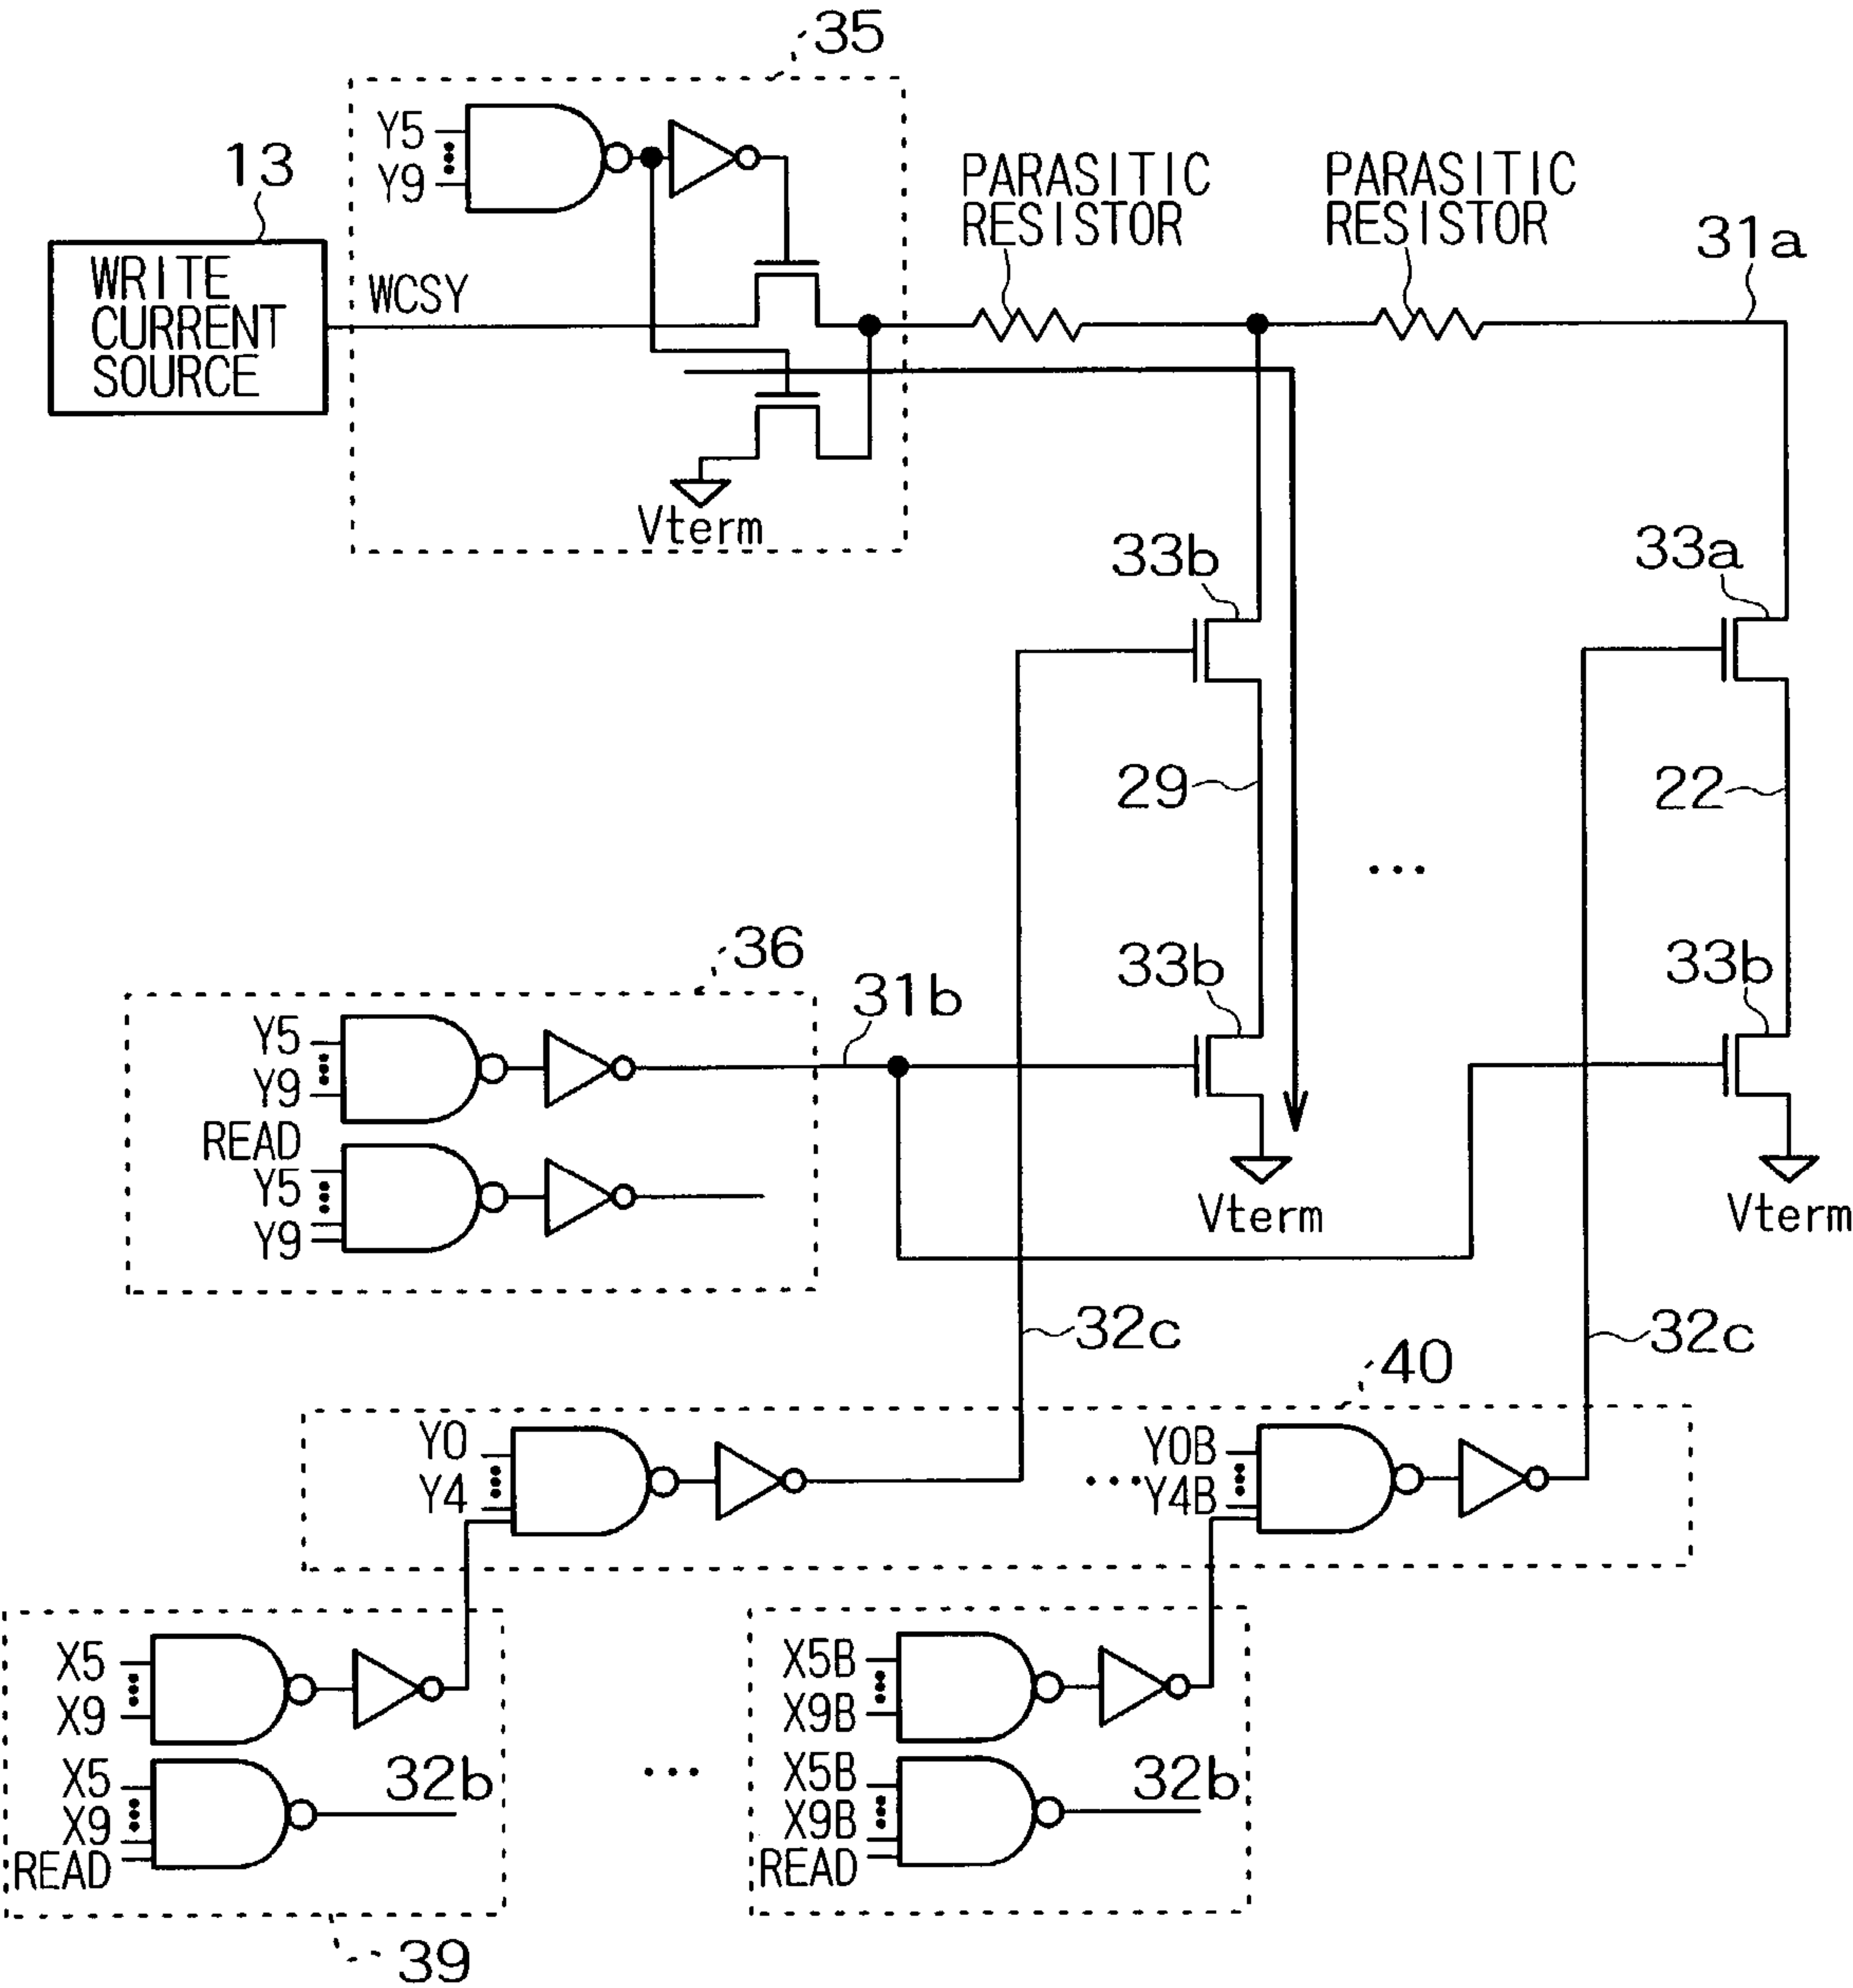 35
Y5
Y9
13
WRITE
CURRENT
SOURCE
WCSY
PARASITIC
RESISTOR
PARASITIC
RESISTOR
31a
Vterm
33b
33a
29
22
...
36
31b
33b
33b
Y5
Y9
READ
Y5
Y9
Vterm
Vterm
32c
32c
40
Y0
Y4
...
Y0B
Y4B
X5
X9
X5
X9
READ
32b
...
X5B
X9B
X5B
X9B
READ
32b
39